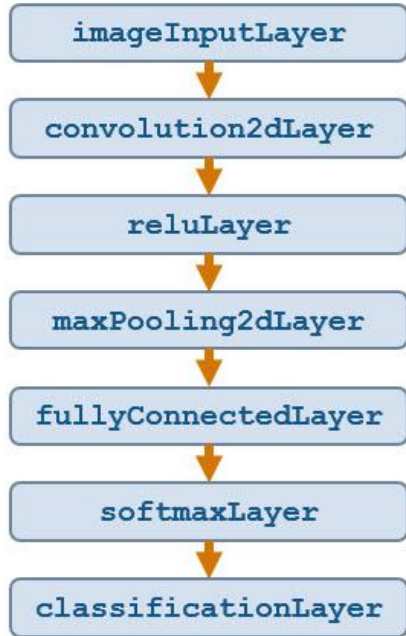 imageInputLayer
convolution2dLayer
reluLayer
maxPooling2dLayer
fullyConnectedLayer
softmaxLayer
classificationLayer